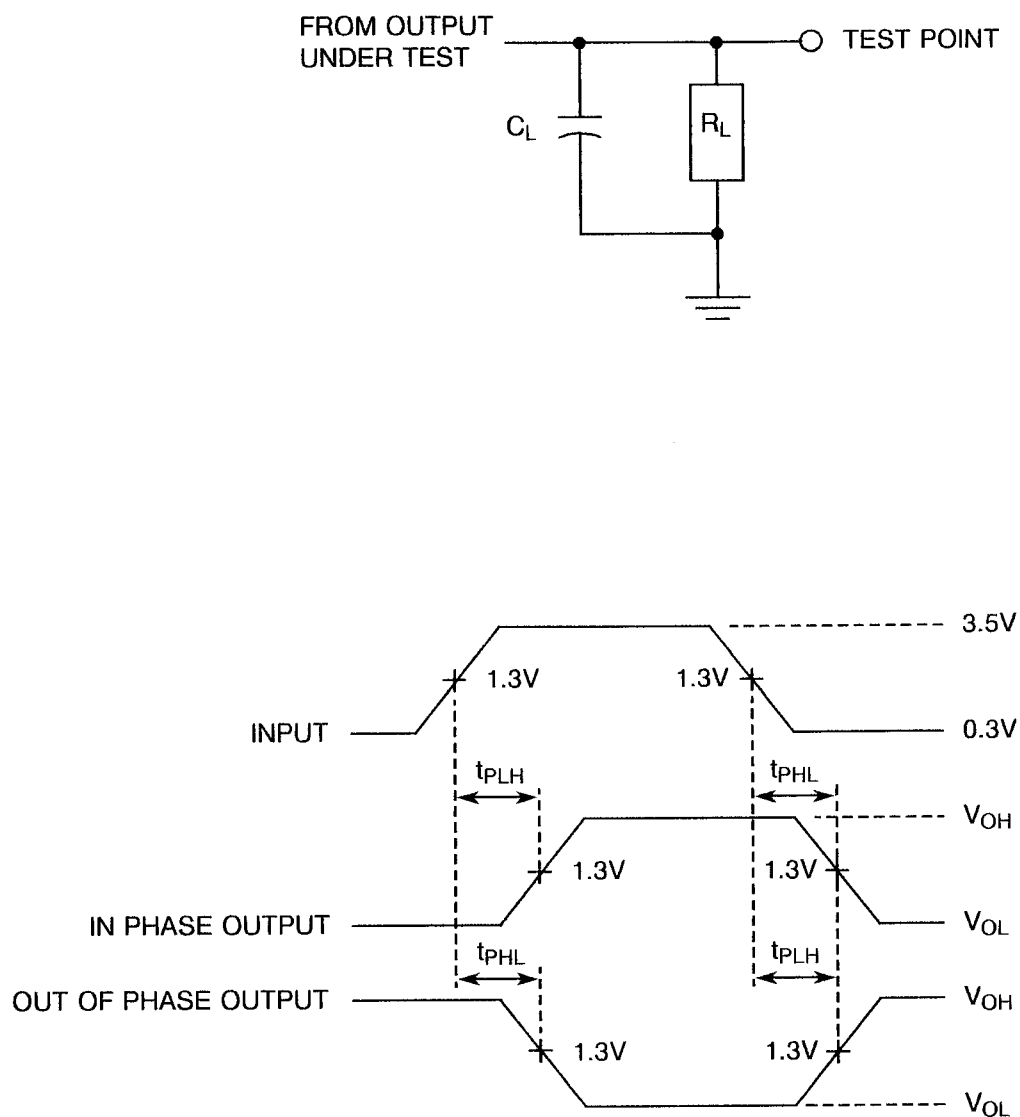 FROM OUTPUT
UNDER TEST
TEST POINT
C_L
R_L
3.5V
1.3V
1.3V
INPUT
0.3V
t_PLH
t_PHL
V_OH
1.3V
1.3V
IN PHASE OUTPUT
V_OL
t_PHL
t_PLH
OUT OF PHASE OUTPUT
V_OH
1.3V
1.3V
V_OL